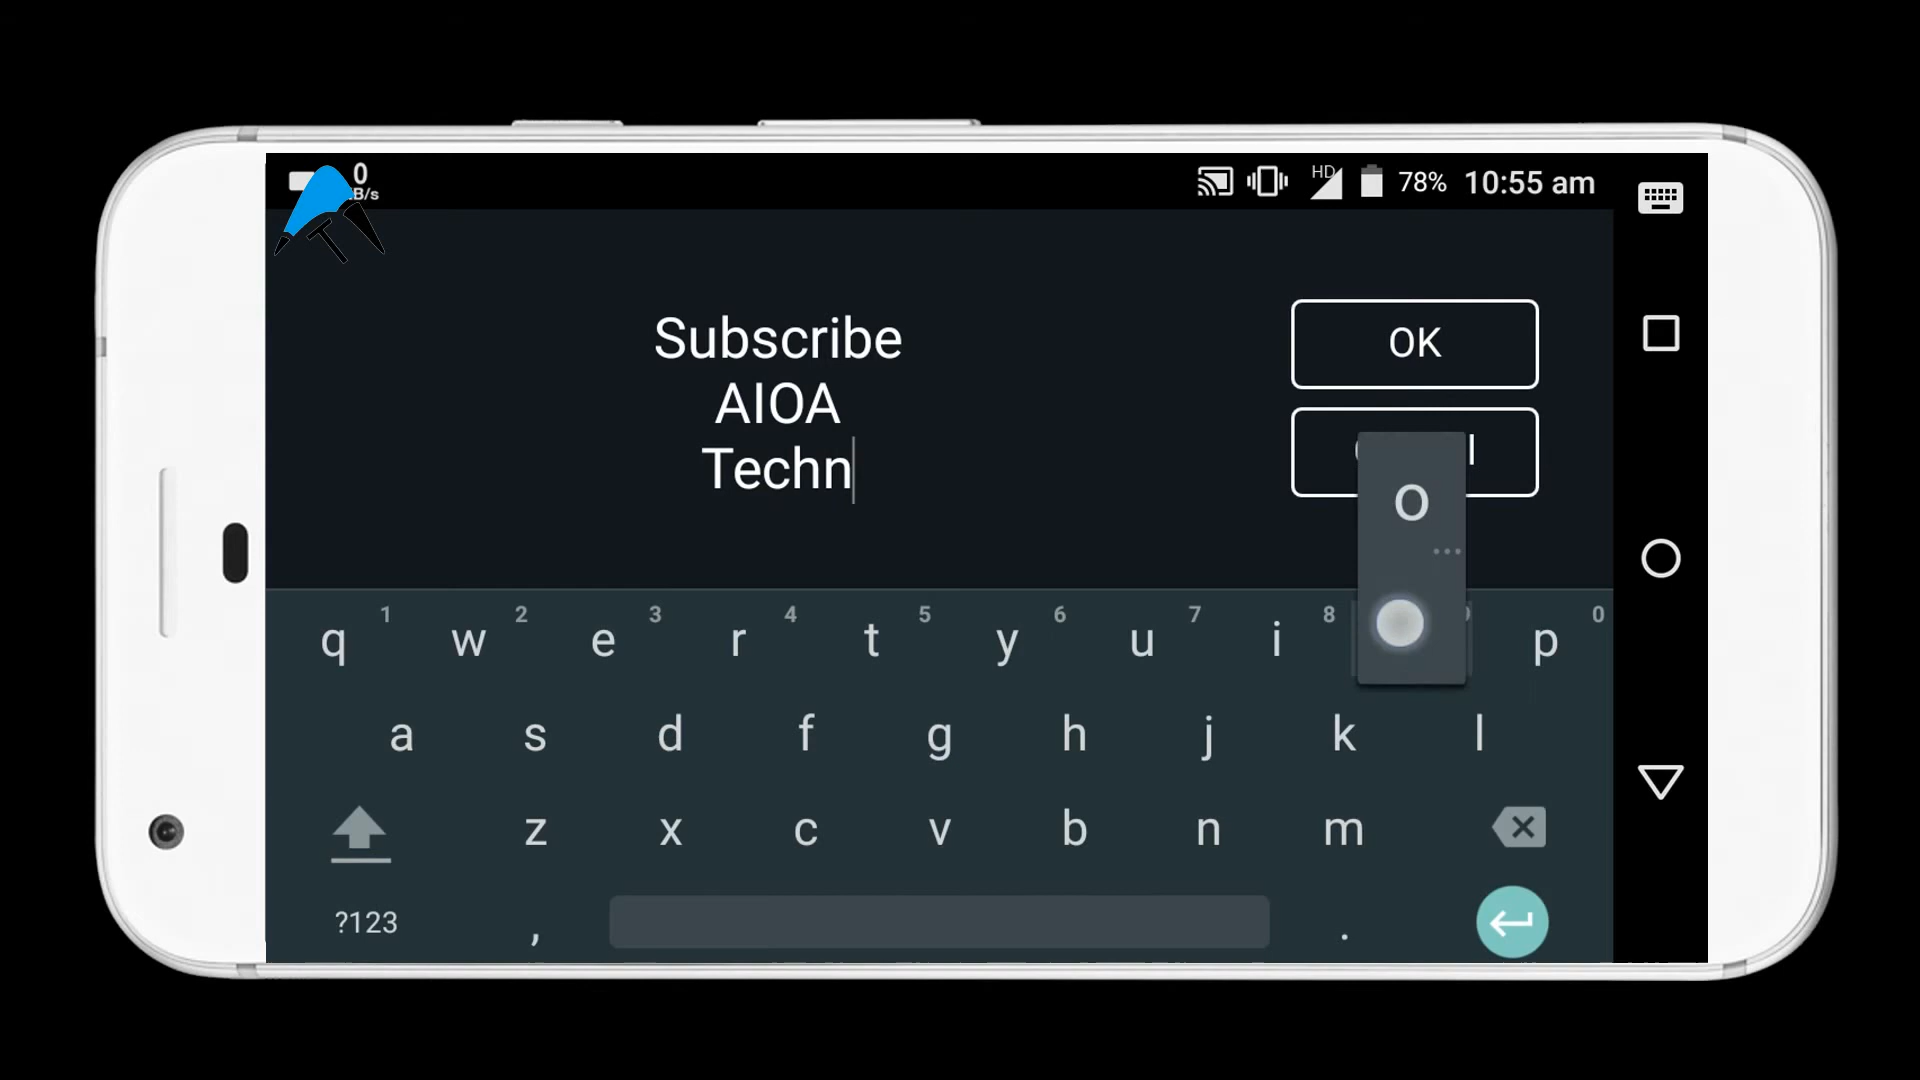 0
B/s
HD
78%
10:55 am
Subscribe
AIOA
Techn
OK
o
1 2 3 4 5 6 7 8 0
q w e r t y u i p
a s d f g h j k l
z x c v b n m
?123 , .